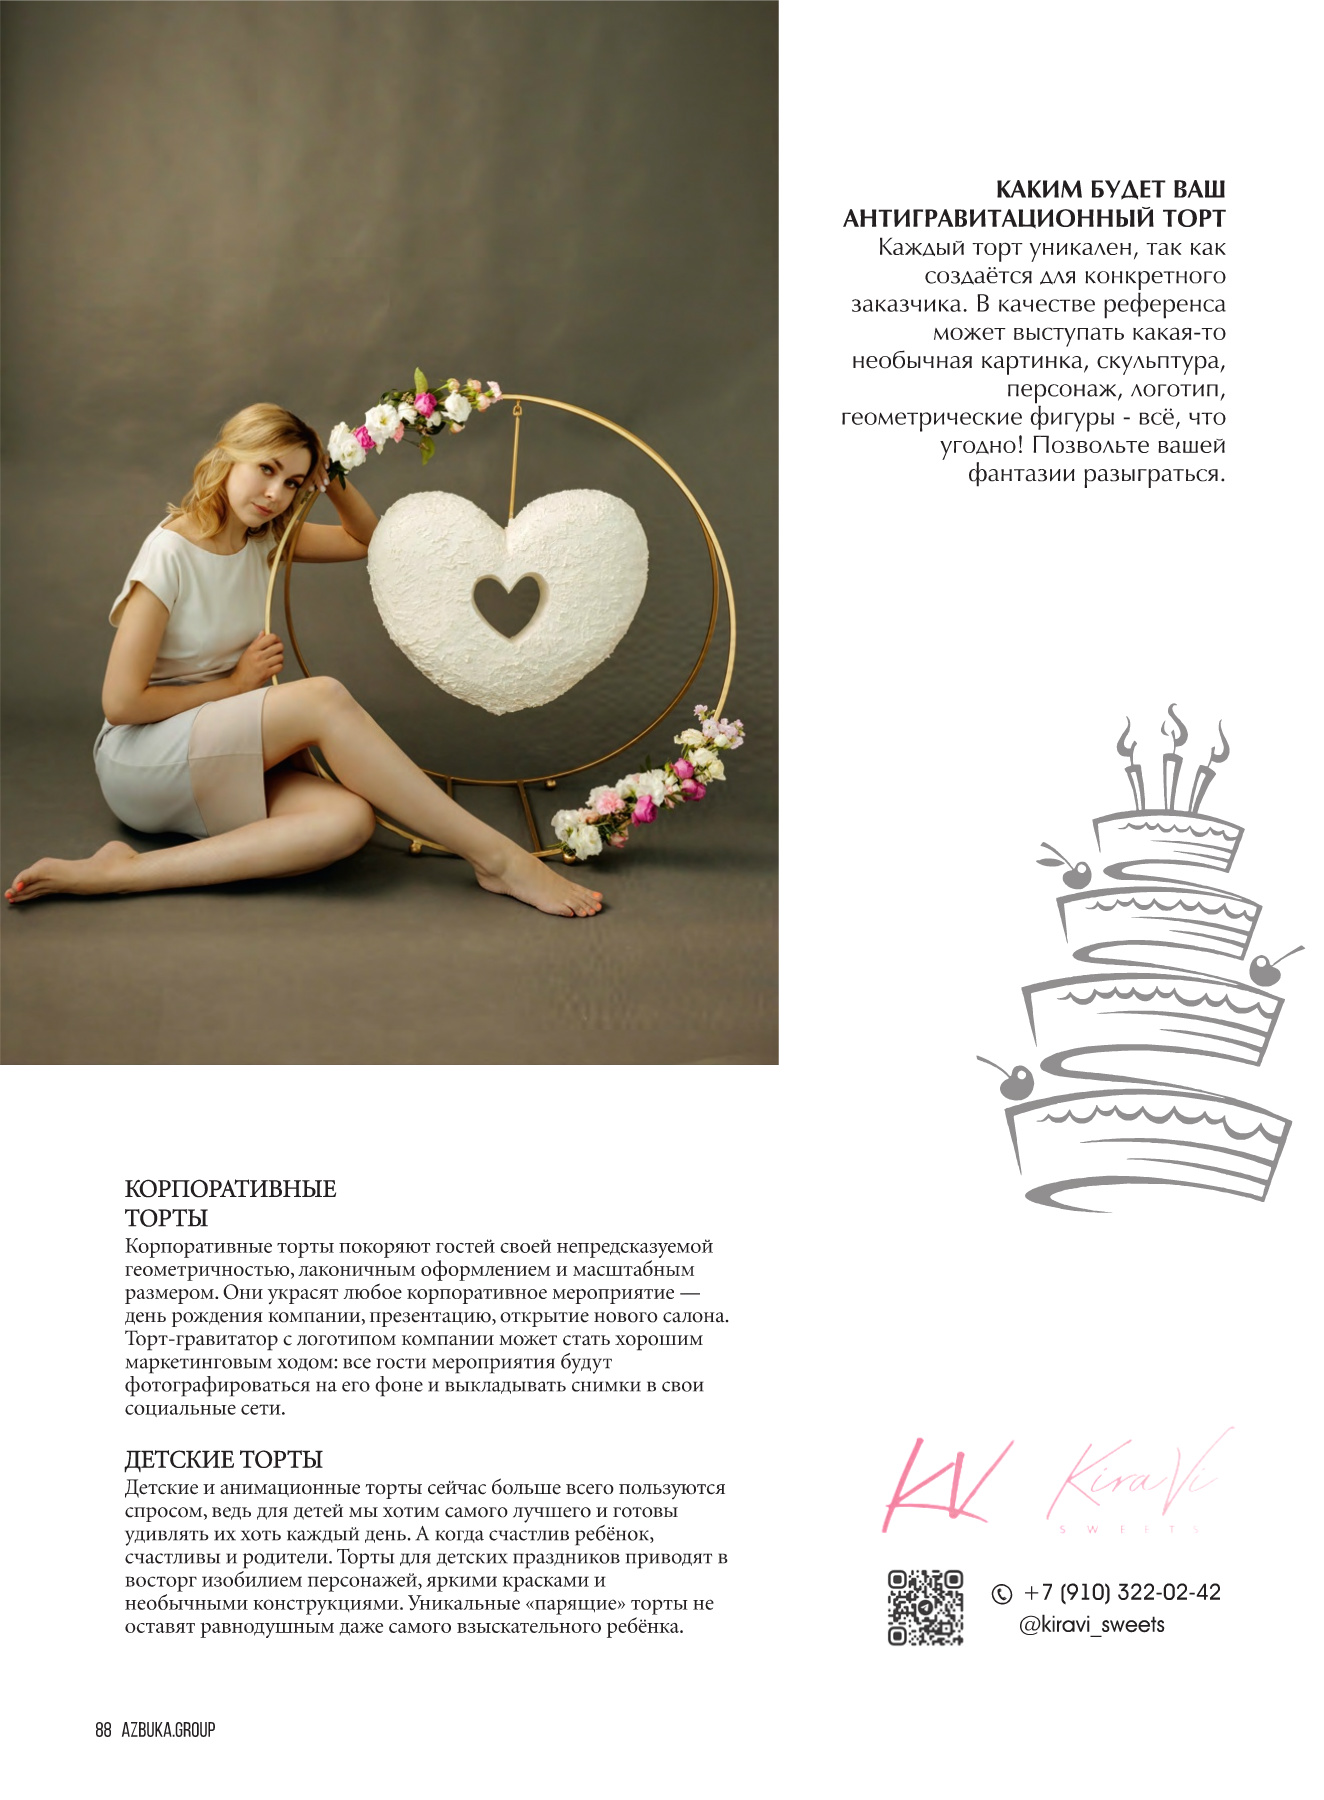 КАКИМ БУДЕТ ВАШ
АНТИГРАВИТАЦИОННЫЙ ТОРТ
Каждый торт уникален, так как
создаётся для конкретного
заказчика. В качестве референса
может выступать какая-то
необычная картинка, скульптура,
персонаж, логотип,
геометрические фигуры - всё, что
угодно! Позвольте вашей
фантазии разыграться.
КОРПОРАТИВНЫЕ
ТОРТЫ
Корпоративные торты покоряют гостей своей непредсказуемой
геометричностью, лаконичным оформлением и масштабным
размером. Они украсят любое корпоративное мероприятие —
день рождения компании, презентацию, открытие нового салона.
Торт-гравитатор с логотипом компании может стать хорошим
маркетинговым ходом: все гости мероприятия будут
фотографироваться на его фоне и выкладывать снимки в свои
социальные сети.
ДЕТСКИЕ ТОРТЫ
Детские и анимационные торты сейчас больше всего пользуются
спросом, ведь для детей мы хотим самого лучшего и готовы
удивлять их хоть каждый день. А когда счастлив ребёнок,
счастливы и родители. Торты для детских праздников приводят в
восторг изобилием персонажей, яркими красками и
необычными конструкциями. Уникальные «парящие» торты не
оставят равнодушным даже самого взыскательного ребёнка.
KV KiraVi
SWEETS
+7 (910) 322-02-42
@kiravi_sweets
88 AZBUKA.GROUP